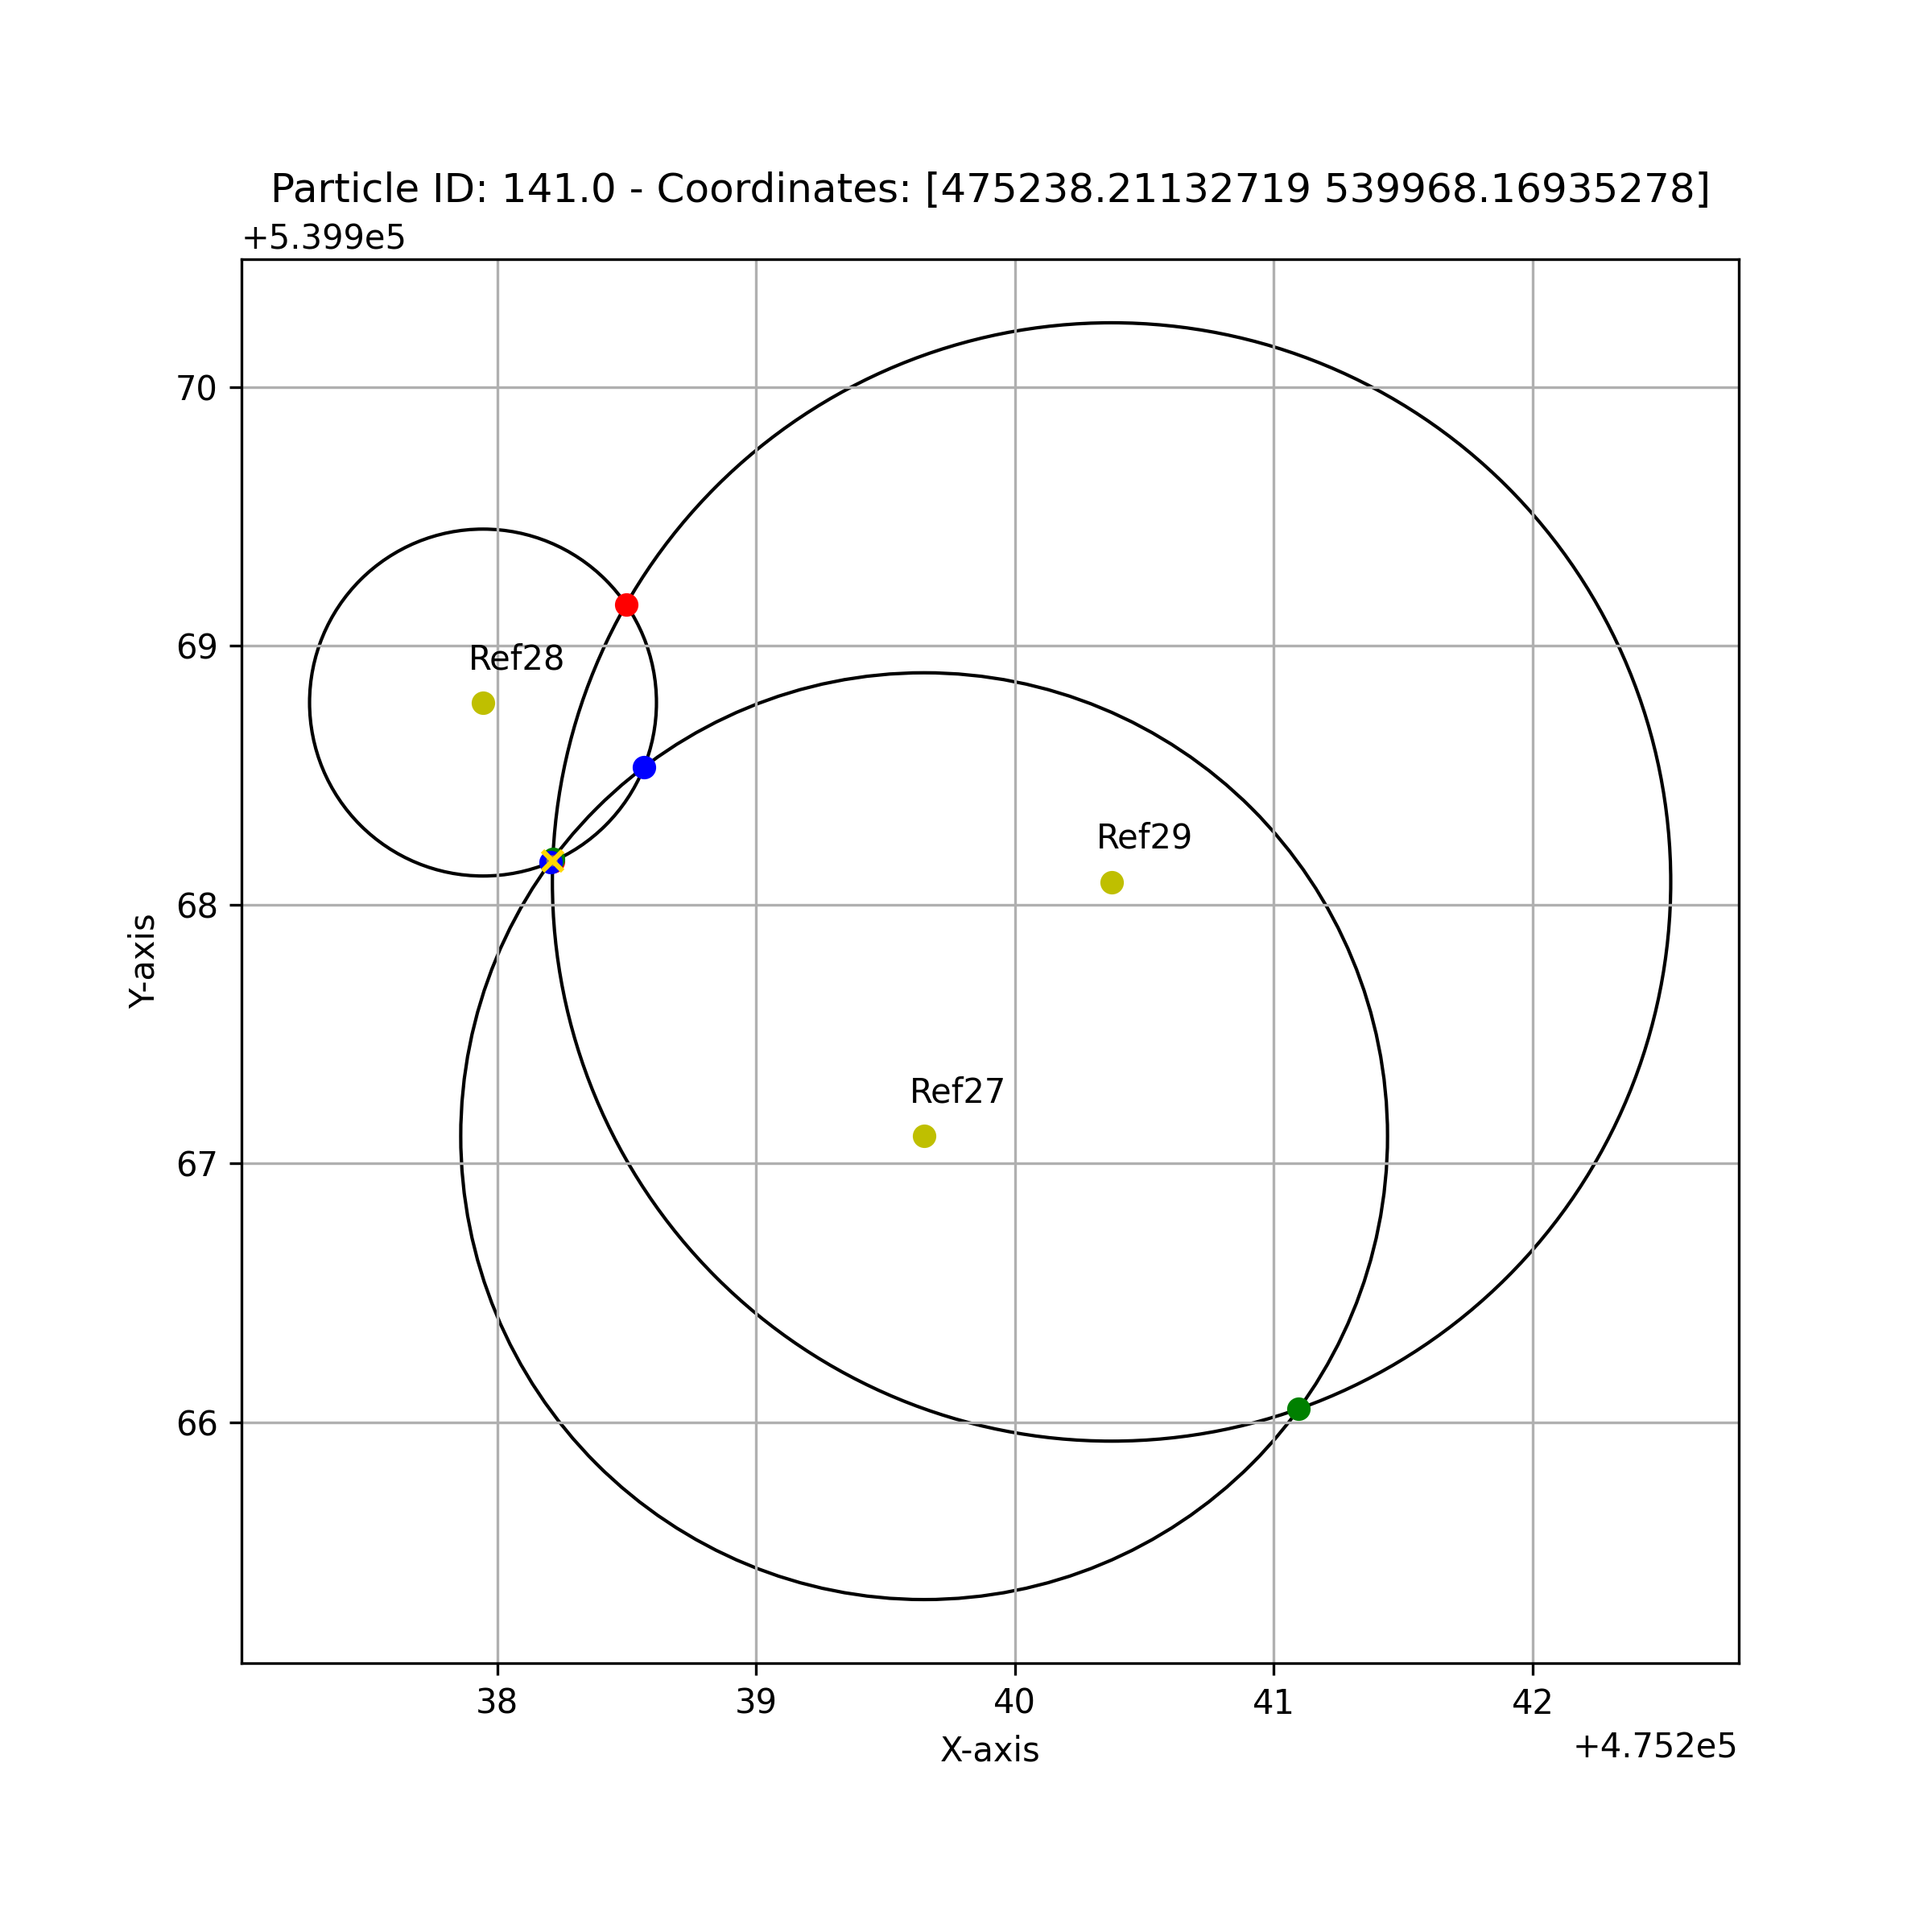 Particle ID: 141.0 - Coordinates: [475238.21132719 539968.16935278]
+5.399e5
70
69
68
67
66
Y-axis
Ref28
Ref29
Ref27
38 39 40 41 42
X-axis
+4.752e5